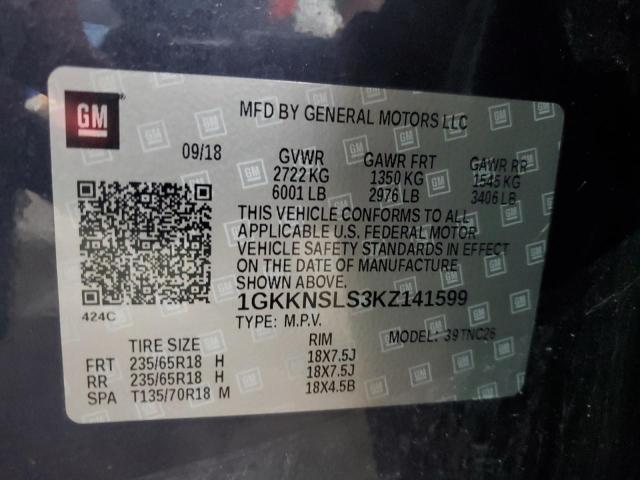 GM
MFD BY GENERAL MOTORS LLC
09/18 GVWR GAWR FRT GAWR RR
2722 KG 1350 KG 1545 KG
6001 LB 2976 LB 3406 LB
THIS VEHICLE CONFORMS TO ALL
APPLICABLE U.S. FEDERAL MOTOR
VEHICLE SAFETY STANDARDS IN EFFECT
ON THE DATE OF MANUFACTURE
SHOWN ABOVE.
1GKKNSLS3KZ141599
424C
TYPE: M.P.V. MODEL: 39TNC26
TIRE SIZE RIM
FRT 235/65R18 H 18X7.5J
RR 235/65R18 H 18X7.5J
SPA T135/70R18 M 18X4.5B